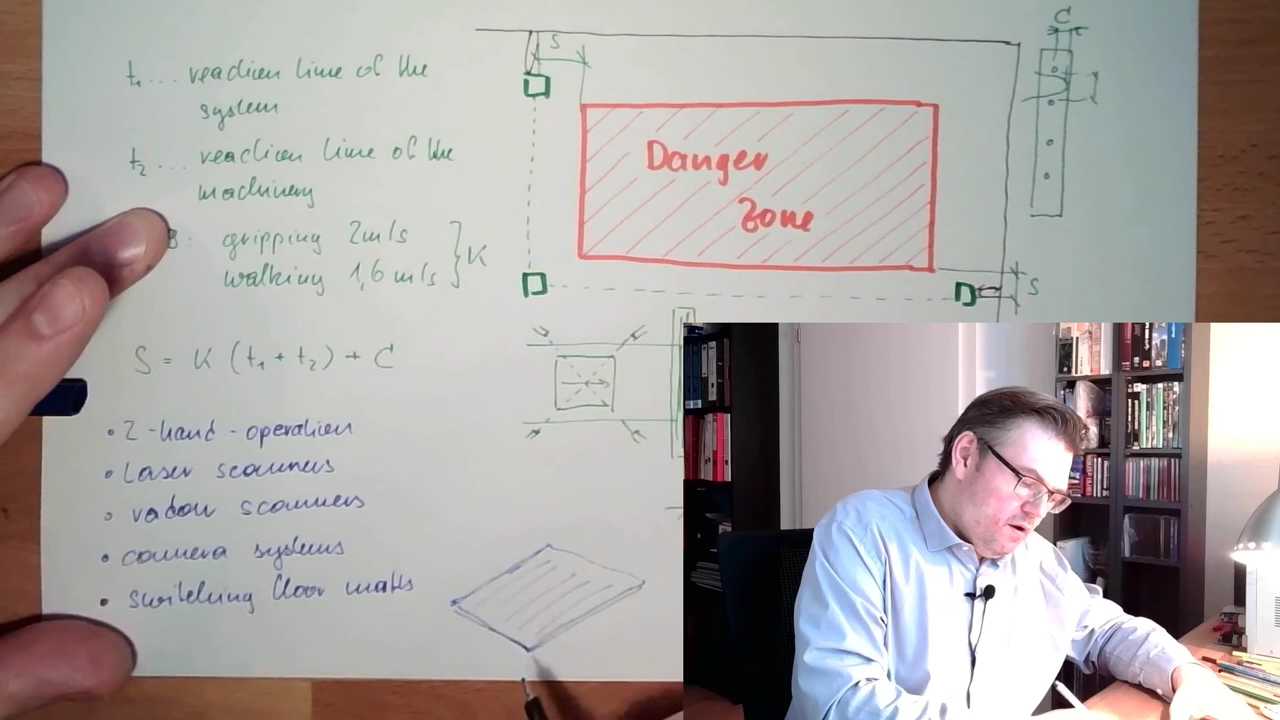 t₁ ... reaction time of the
system
t₂ ... reaction time of the
machinery
B: gripping 2m/s
walking 1,6 m/s } K
S = K (t₁ + t₂) + C
• 2-hand-operation
• Laser scanners
• radar scanners
• camera systems
• switching floor matts
S
Danger
Zone
S
C